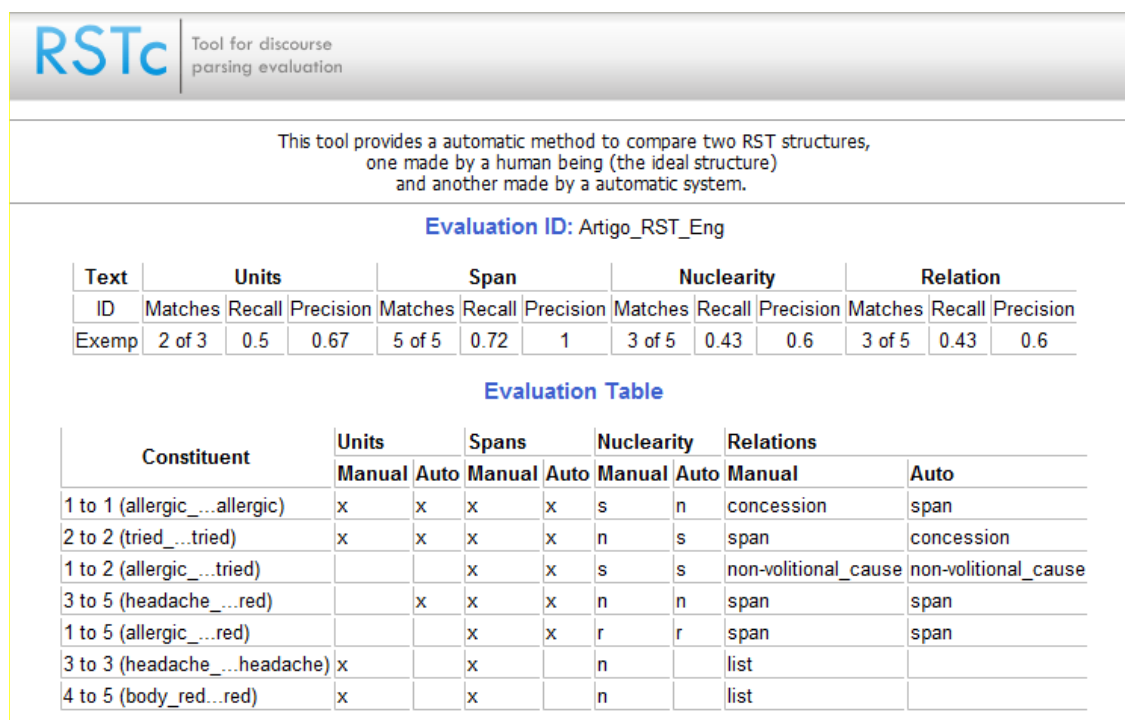 RSTc
Tool for discourse
parsing evaluation
This tool provides a automatic method to compare two RST structures,
one made by a human being (the ideal structure)
and another made by a automatic system.
Evaluation ID: Artigo_RST_Eng
Text Units Span Nuclearity Relation
ID Matches Recall Precision Matches Recall Precision Matches Recall Precision Matches Recall Precision
Exemp 2 of 3 0.5 0.67 5 of 5 0.72 1 3 of 5 0.43 0.6 3 of 5 0.43 0.6
Evaluation Table
Constituent Units Spans Nuclearity Relations
Manual Auto Manual Auto Manual Auto Manual Auto
1 to 1 (allergic_...allergic) x x x x s n concession span
2 to 2 (tried_...tried) x x x x n s span concession
1 to 2 (allergic_...tried) x x s s non-volitional_cause non-volitional_cause
3 to 5 (headache_...red) x x x n n span span
1 to 5 (allergic_...red) x x r r span span
3 to 3 (headache_...headache) x x n list
4 to 5 (body_red...red) x x n list